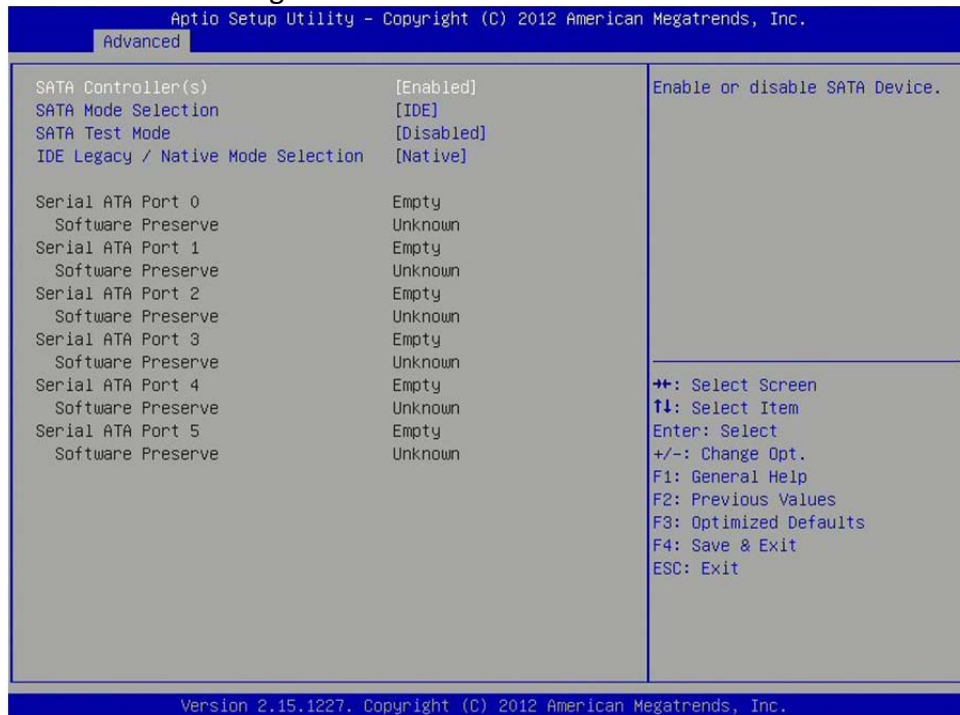 Aptio Setup Utility – Copyright (C) 2012 American Megatrends, Inc.
Advanced
SATA Controller(s) [Enabled]
SATA Mode Selection [IDE]
SATA Test Mode [Disabled]
IDE Legacy / Native Mode Selection [Native]
Serial ATA Port 0 Empty
Software Preserve Unknown
Serial ATA Port 1 Empty
Software Preserve Unknown
Serial ATA Port 2 Empty
Software Preserve Unknown
Serial ATA Port 3 Empty
Software Preserve Unknown
Serial ATA Port 4 Empty
Software Preserve Unknown
Serial ATA Port 5 Empty
Software Preserve Unknown
Enable or disable SATA Device.
→←: Select Screen
↑↓: Select Item
Enter: Select
+/-: Change Opt.
F1: General Help
F2: Previous Values
F3: Optimized Defaults
F4: Save & Exit
ESC: Exit
Version 2.15.1227. Copyright (C) 2012 American Megatrends, Inc.